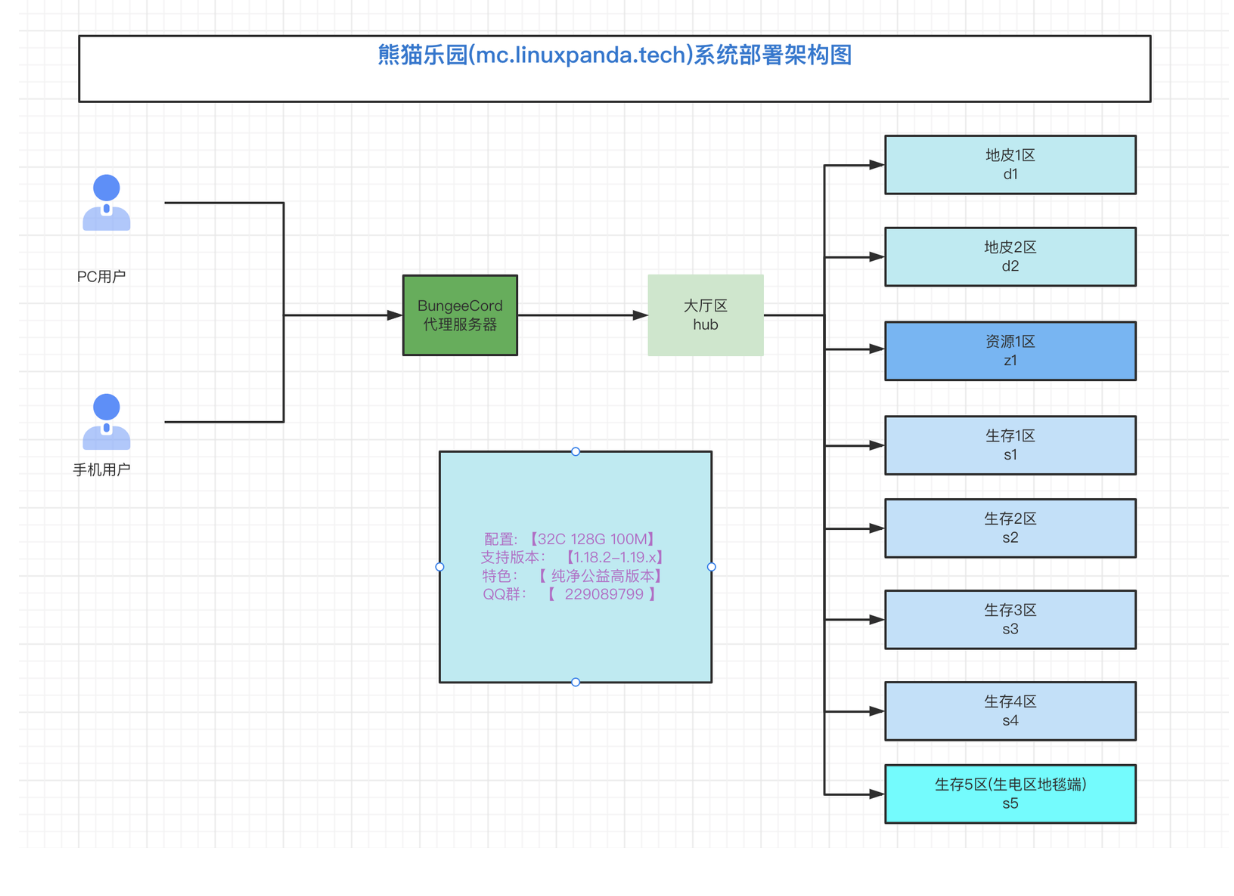 熊猫乐园(mc.linuxpanda.tech)系统部署架构图
PC用户
手机用户
BungeeCord
代理服务器
大厅区
hub
配置:【32C 128G 100M】
支持版本： 【1.18.2-1.19.x】
特色： 【 纯净公益高版本】
QQ群： 【 229089799 】
地皮1区
d1
地皮2区
d2
资源1区
z1
生存1区
s1
生存2区
s2
生存3区
s3
生存4区
s4
生存5区(生电区地毯端)
s5